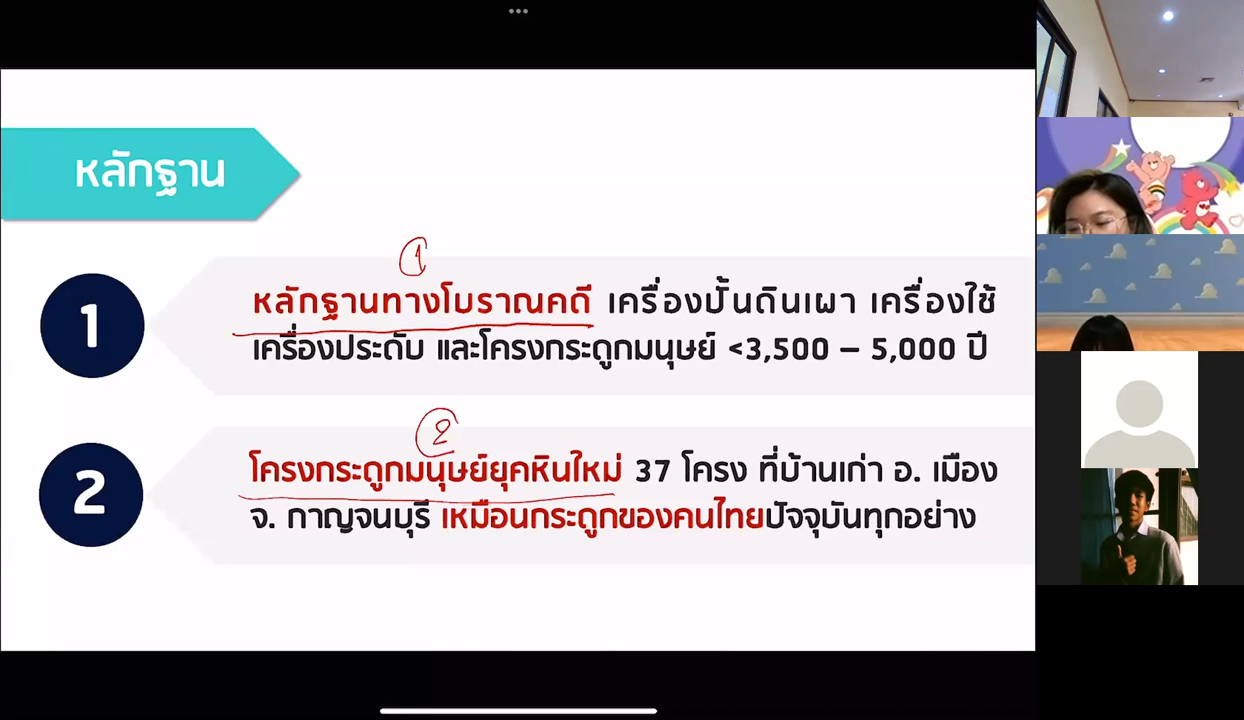 หลักฐาน
1
1
หลักฐานทางโบราณคดี เครื่องปั้นดินเผา เครื่องใช้
เครื่องประดับ และโครงกระดูกมนุษย์ <3,500 – 5,000 ปี
2
2
โครงกระดูกมนุษย์ยุคหินใหม่ 37 โครง ที่บ้านเก่า อ. เมือง
จ. กาญจนบุรี เหมือนกระดูกของคนไทยปัจจุบันทุกอย่าง